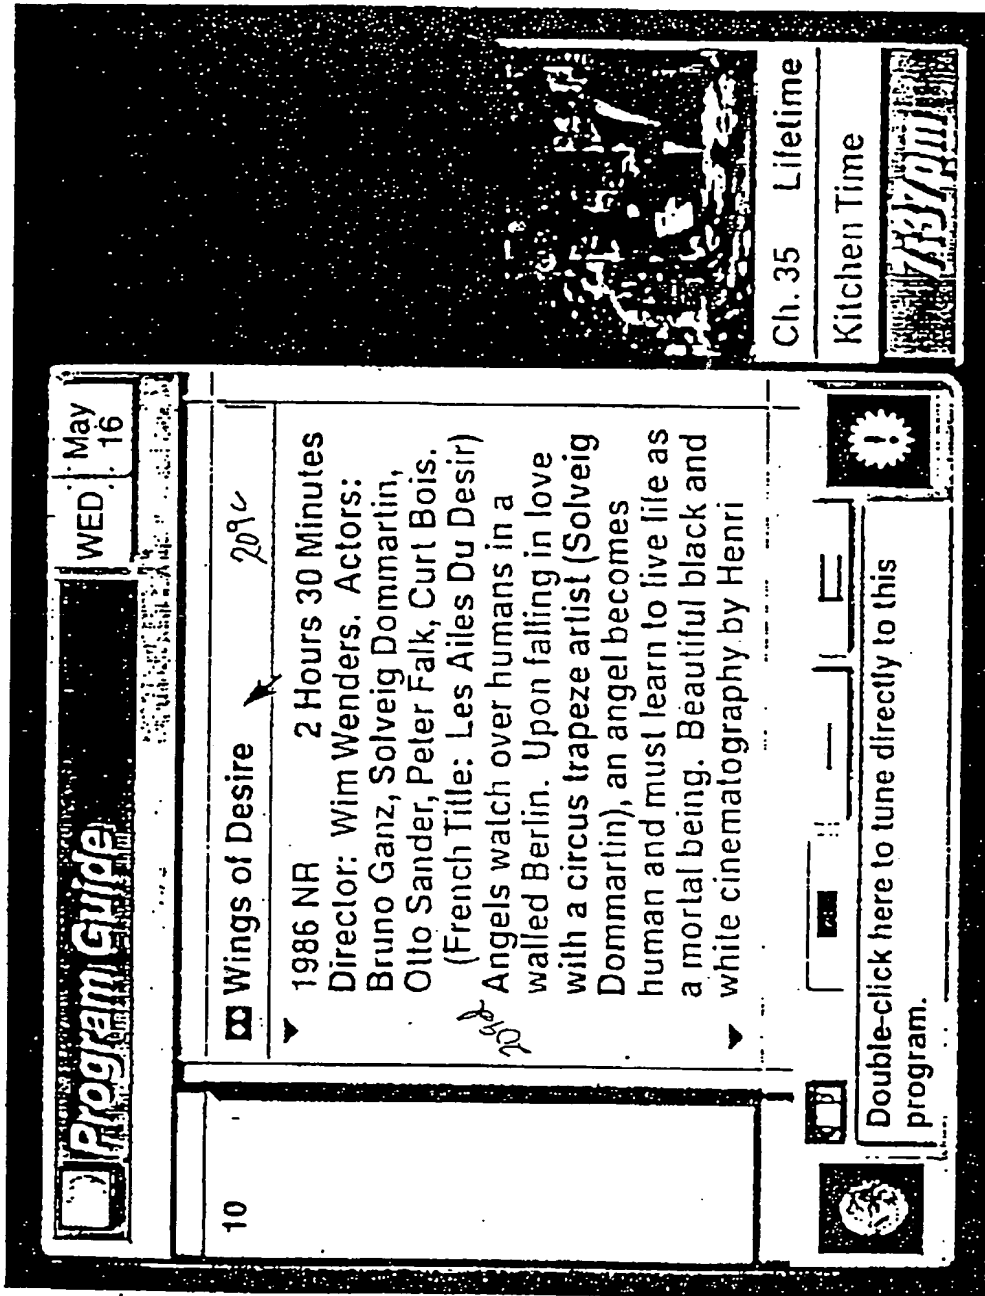 Program Guide
WED
May
16
10
Wings of Desire
209c
1986 NR 2 Hours 30 Minutes
Director: Wim Wenders. Actors:
Bruno Ganz, Solveig Dommartin,
Otto Sander, Peter Falk, Curt Bois.
(French Title: Les Ailes Du Desir)
Angels watch over humans in a
walled Berlin. Upon falling in love
with a circus trapeze artist (Solveig
Dommartin), an angel becomes
human and must learn to live life as
a mortal being. Beautiful black and
white cinematography by Henri
209d
Double-click here to tune directly to this
program.
!
Ch. 35 Lifetime
Kitchen Time
7:37pm